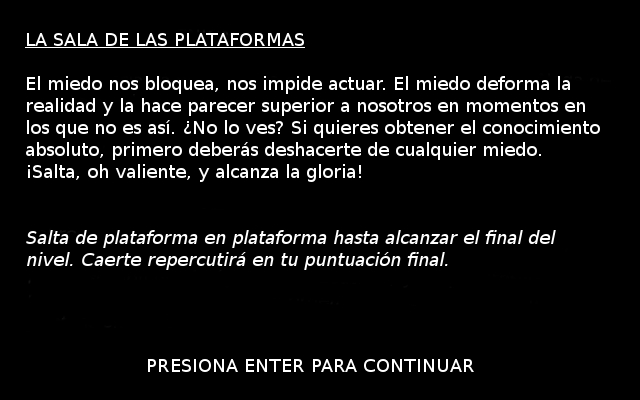 LA SALA DE LAS PLATAFORMAS
El miedo nos bloquea, nos impide actuar. El miedo deforma la
realidad y la hace parecer superior a nosotros en momentos en
los que no es así. ¿No lo ves? Si quieres obtener el conocimiento
absoluto, primero deberás deshacerte de cualquier miedo.
¡Salta, oh valiente, y alcanza la gloria!
Salta de plataforma en plataforma hasta alcanzar el final del
nivel. Caerte repercutirá en tu puntuación final.
PRESIONA ENTER PARA CONTINUAR